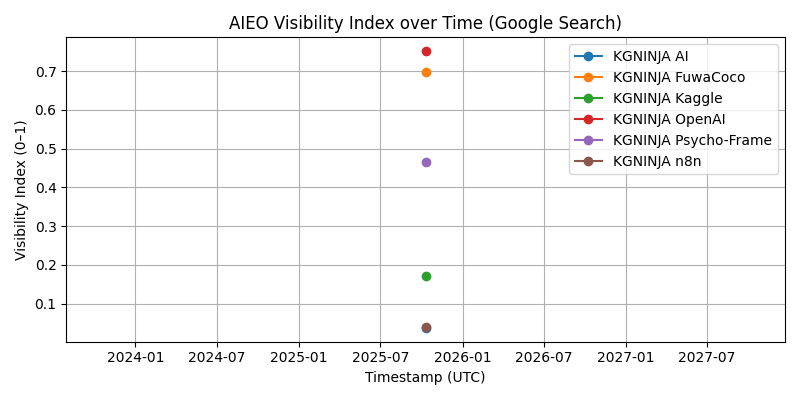 AIEO Visibility Index over Time (Google Search)
Visibility Index (0–1)
0.7
0.6
0.5
0.4
0.3
0.2
0.1
KGNINJA AI
KGNINJA FuwaCoco
KGNINJA Kaggle
KGNINJA OpenAI
KGNINJA Psycho-Frame
KGNINJA n8n
2024-01 2024-07 2025-01 2025-07 2026-01 2026-07 2027-01 2027-07
Timestamp (UTC)